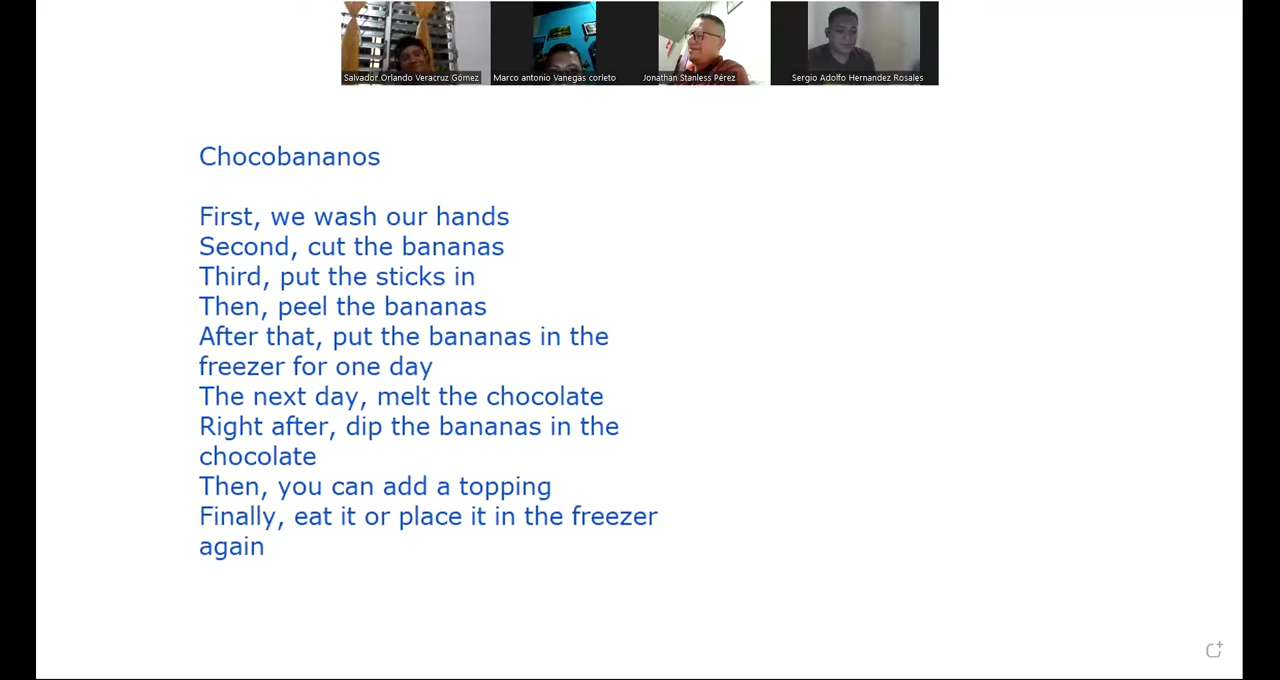 Salvador Orlando Veracruz Gómez
Marco antonio Vanegas corleto
Jonathan Stanless Pérez
Sergio Adolfo Hernandez Rosales
Chocobananos
First, we wash our hands
Second, cut the bananas
Third, put the sticks in
Then, peel the bananas
After that, put the bananas in the
freezer for one day
The next day, melt the chocolate
Right after, dip the bananas in the
chocolate
Then, you can add a topping
Finally, eat it or place it in the freezer
again